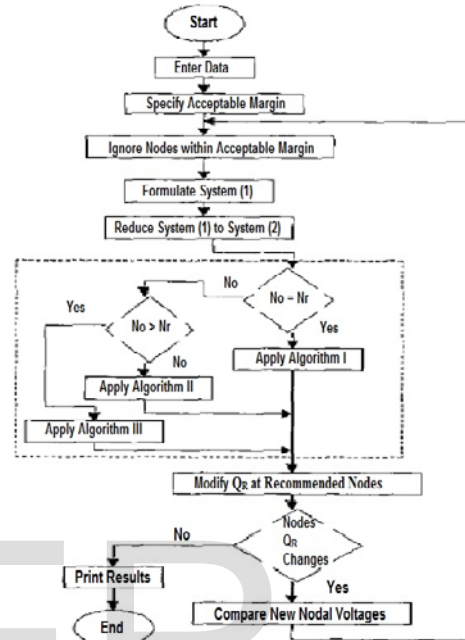 Start
Enter Data
Specify Acceptable Margin
Ignore Nodes within Acceptable Margin
Formulate System (1)
Reduce System (1) to System (2)
No
No – Nr
Yes
No > Nr
Yes
No
Apply Algorithm I
Apply Algorithm II
Apply Algorithm III
Modify QR at Recommended Nodes
Nodes
QR
Changes
No
Yes
Print Results
Compare New Nodal Voltages
End